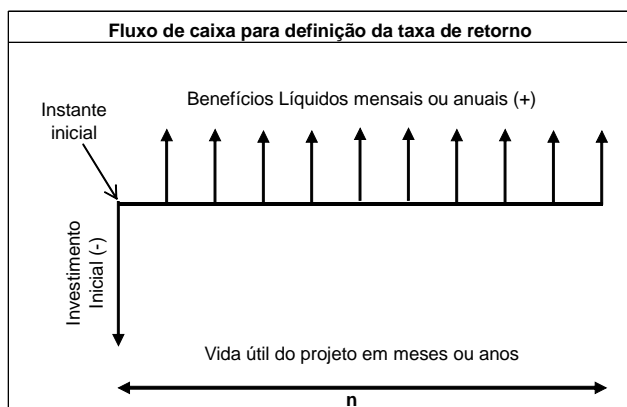 Fluxo de caixa para definição da taxa de retorno
Benefícios Líquidos mensais ou anuais (+)
Instante
inicial
Investimento
Inicial (-)
Vida útil do projeto em meses ou anos
n